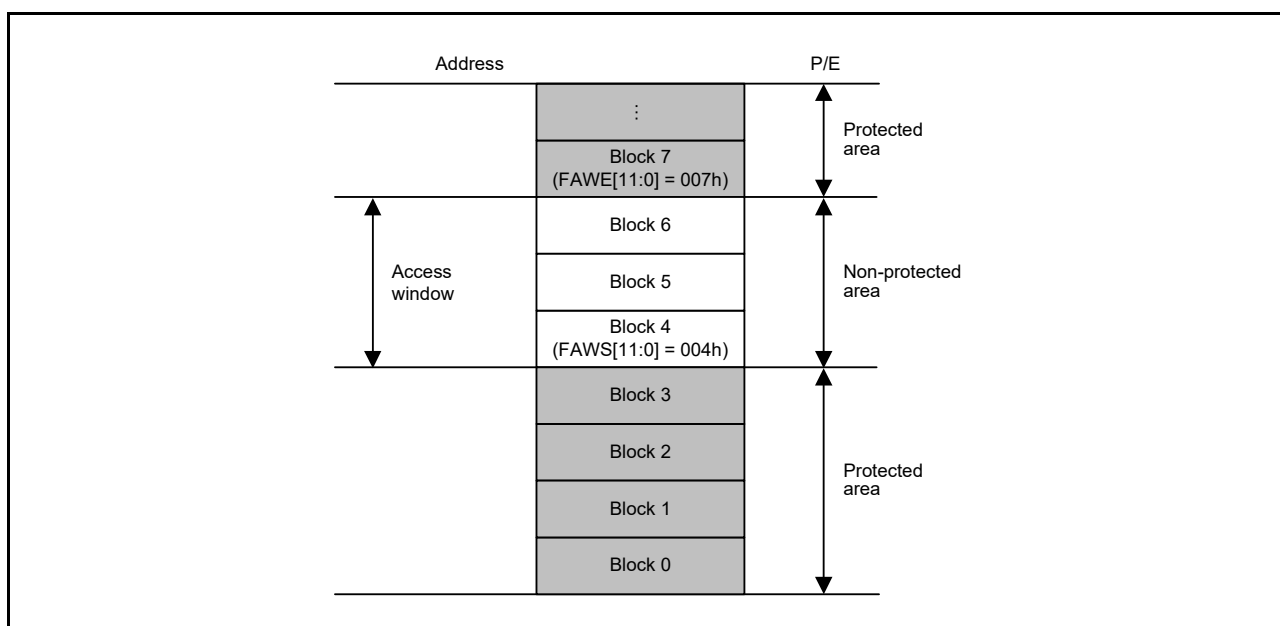 Address P/E
⋮
Protected
area
Block 7
(FAWE[11:0] = 007h)
Block 6
Access
window
Block 5
Non-protected
area
Block 4
(FAWS[11:0] = 004h)
Block 3
Block 2
Protected
area
Block 1
Block 0